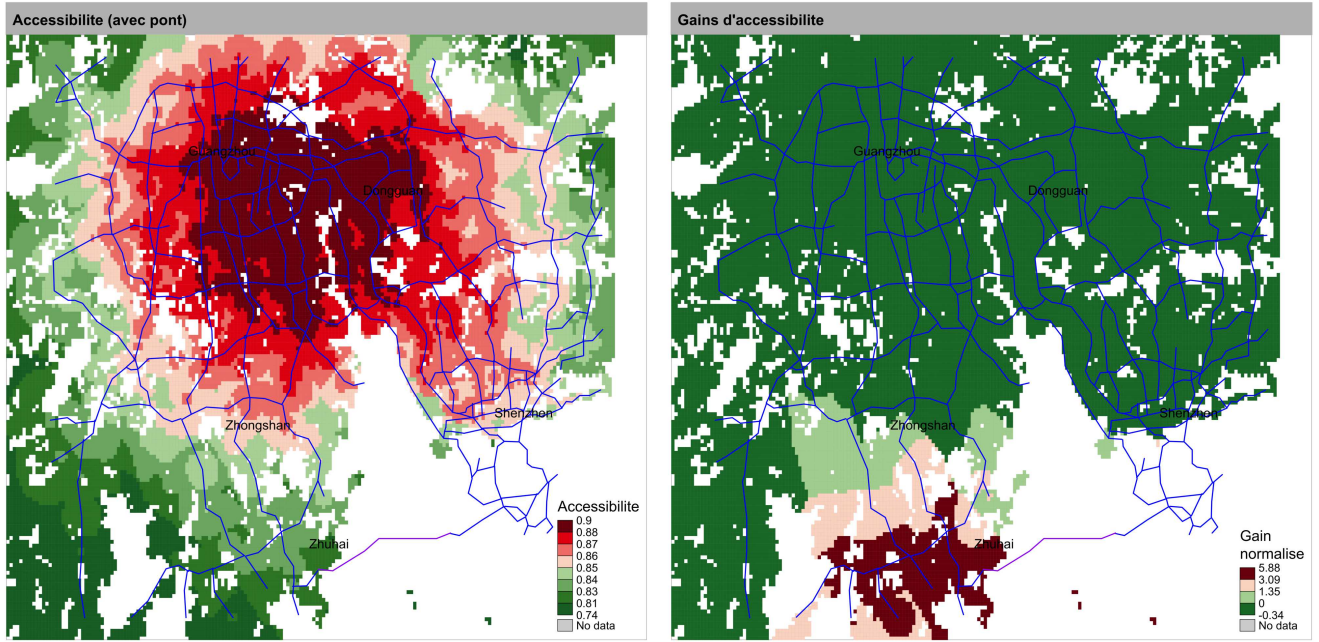 Accessibilite (avec pont)
Guangzhou
Dongguan
Shenzhon
Zhongshan
Zhuhai
Accessibilite
0.9
0.88
0.87
0.86
0.85
0.84
0.83
0.81
0.74
No data
Gains d'accessibilite
Guangzhou
Dongguan
Shenzhon
Zhongshan
Zhuhai
Gain
normalise
5.88
3.09
1.35
0
-0.34
No data